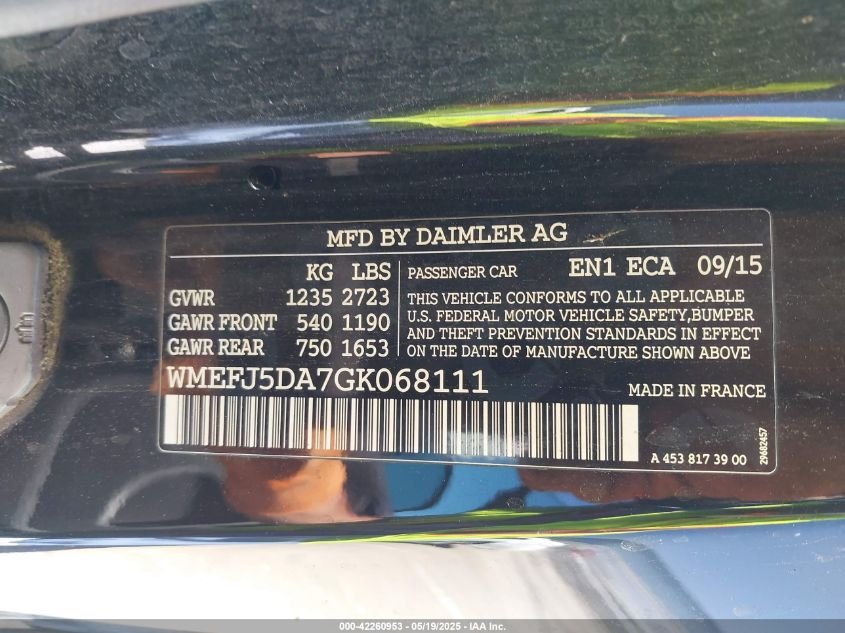 MFD BY DAIMLER AG
KG LBS
GVWR 1235 2723
GAWR FRONT 540 1190
GAWR REAR 750 1653
PASSENGER CAR EN1 ECA 09/15
THIS VEHICLE CONFORMS TO ALL APPLICABLE
U.S. FEDERAL MOTOR VEHICLE SAFETY,BUMPER
AND THEFT PREVENTION STANDARDS IN EFFECT
ON THE DATE OF MANUFACTURE SHOWN ABOVE
WMEFJ5DA7GK068111
MADE IN FRANCE
A 453 817 39 00
29682457
000-42260953 - 05/19/2025 - IAA Inc.